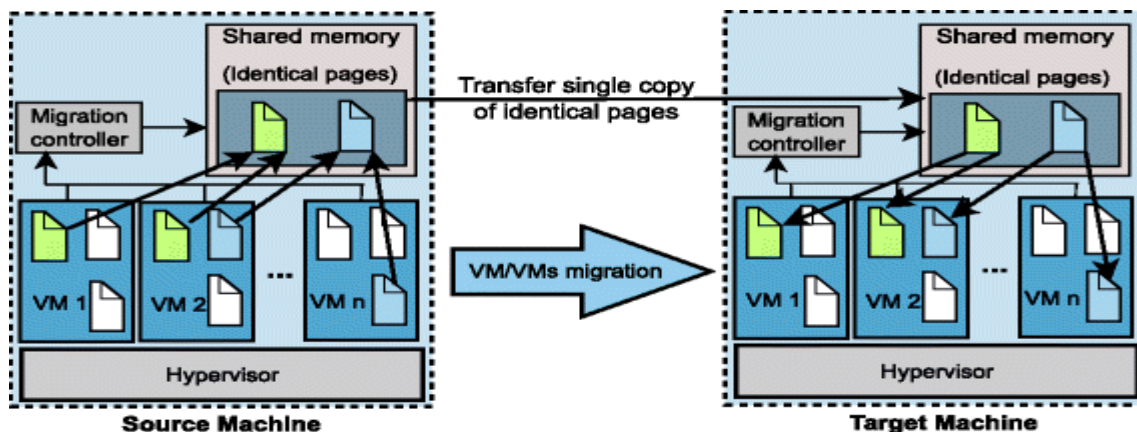 Shared memory
(Identical pages)
Migration
controller
VM 1
VM 2
...
VM n
Hypervisor
Source Machine
Transfer single copy
of identical pages
VM/VMs migration
Shared memory
(Identical pages)
Migration
controller
VM 1
VM 2
...
VM n
Hypervisor
Target Machine